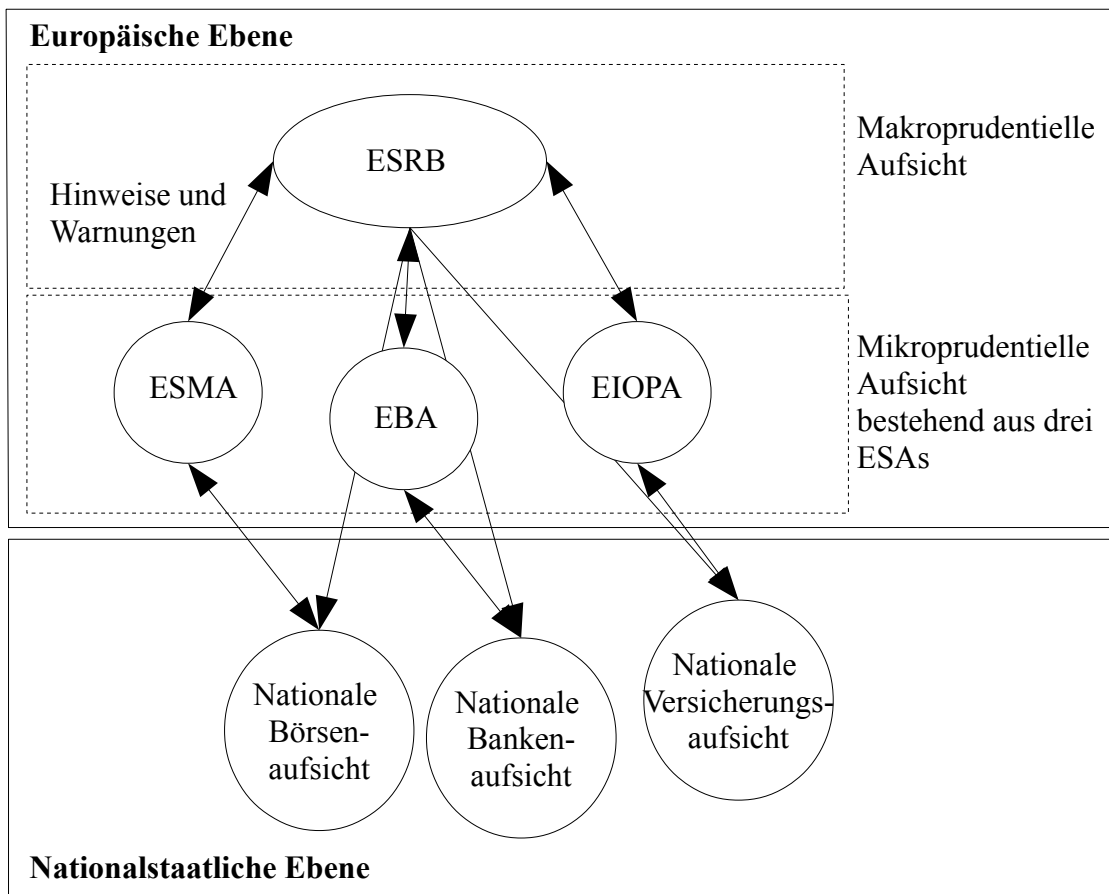 Europäische Ebene
ESRB
Makroprudentielle
Aufsicht
Hinweise und
Warnungen
ESMA
EBA
EIOPA
Mikroprudentielle
Aufsicht
bestehend aus drei
ESAs
Nationale
Börsen-
aufsicht
Nationale
Banken-
aufsicht
Nationale
Versicherungs-
aufsicht
Nationalstaatliche Ebene